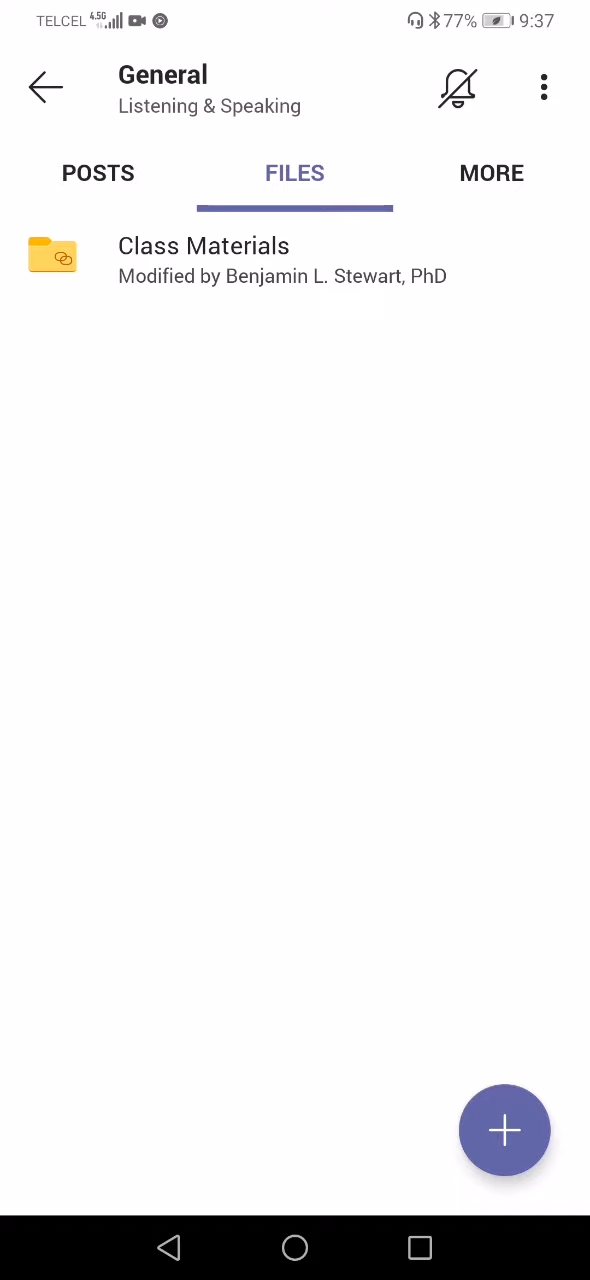 TELCEL 4.5G 77% 9:37
General
Listening & Speaking
POSTS FILES MORE
Class Materials
Modified by Benjamin L. Stewart, PhD